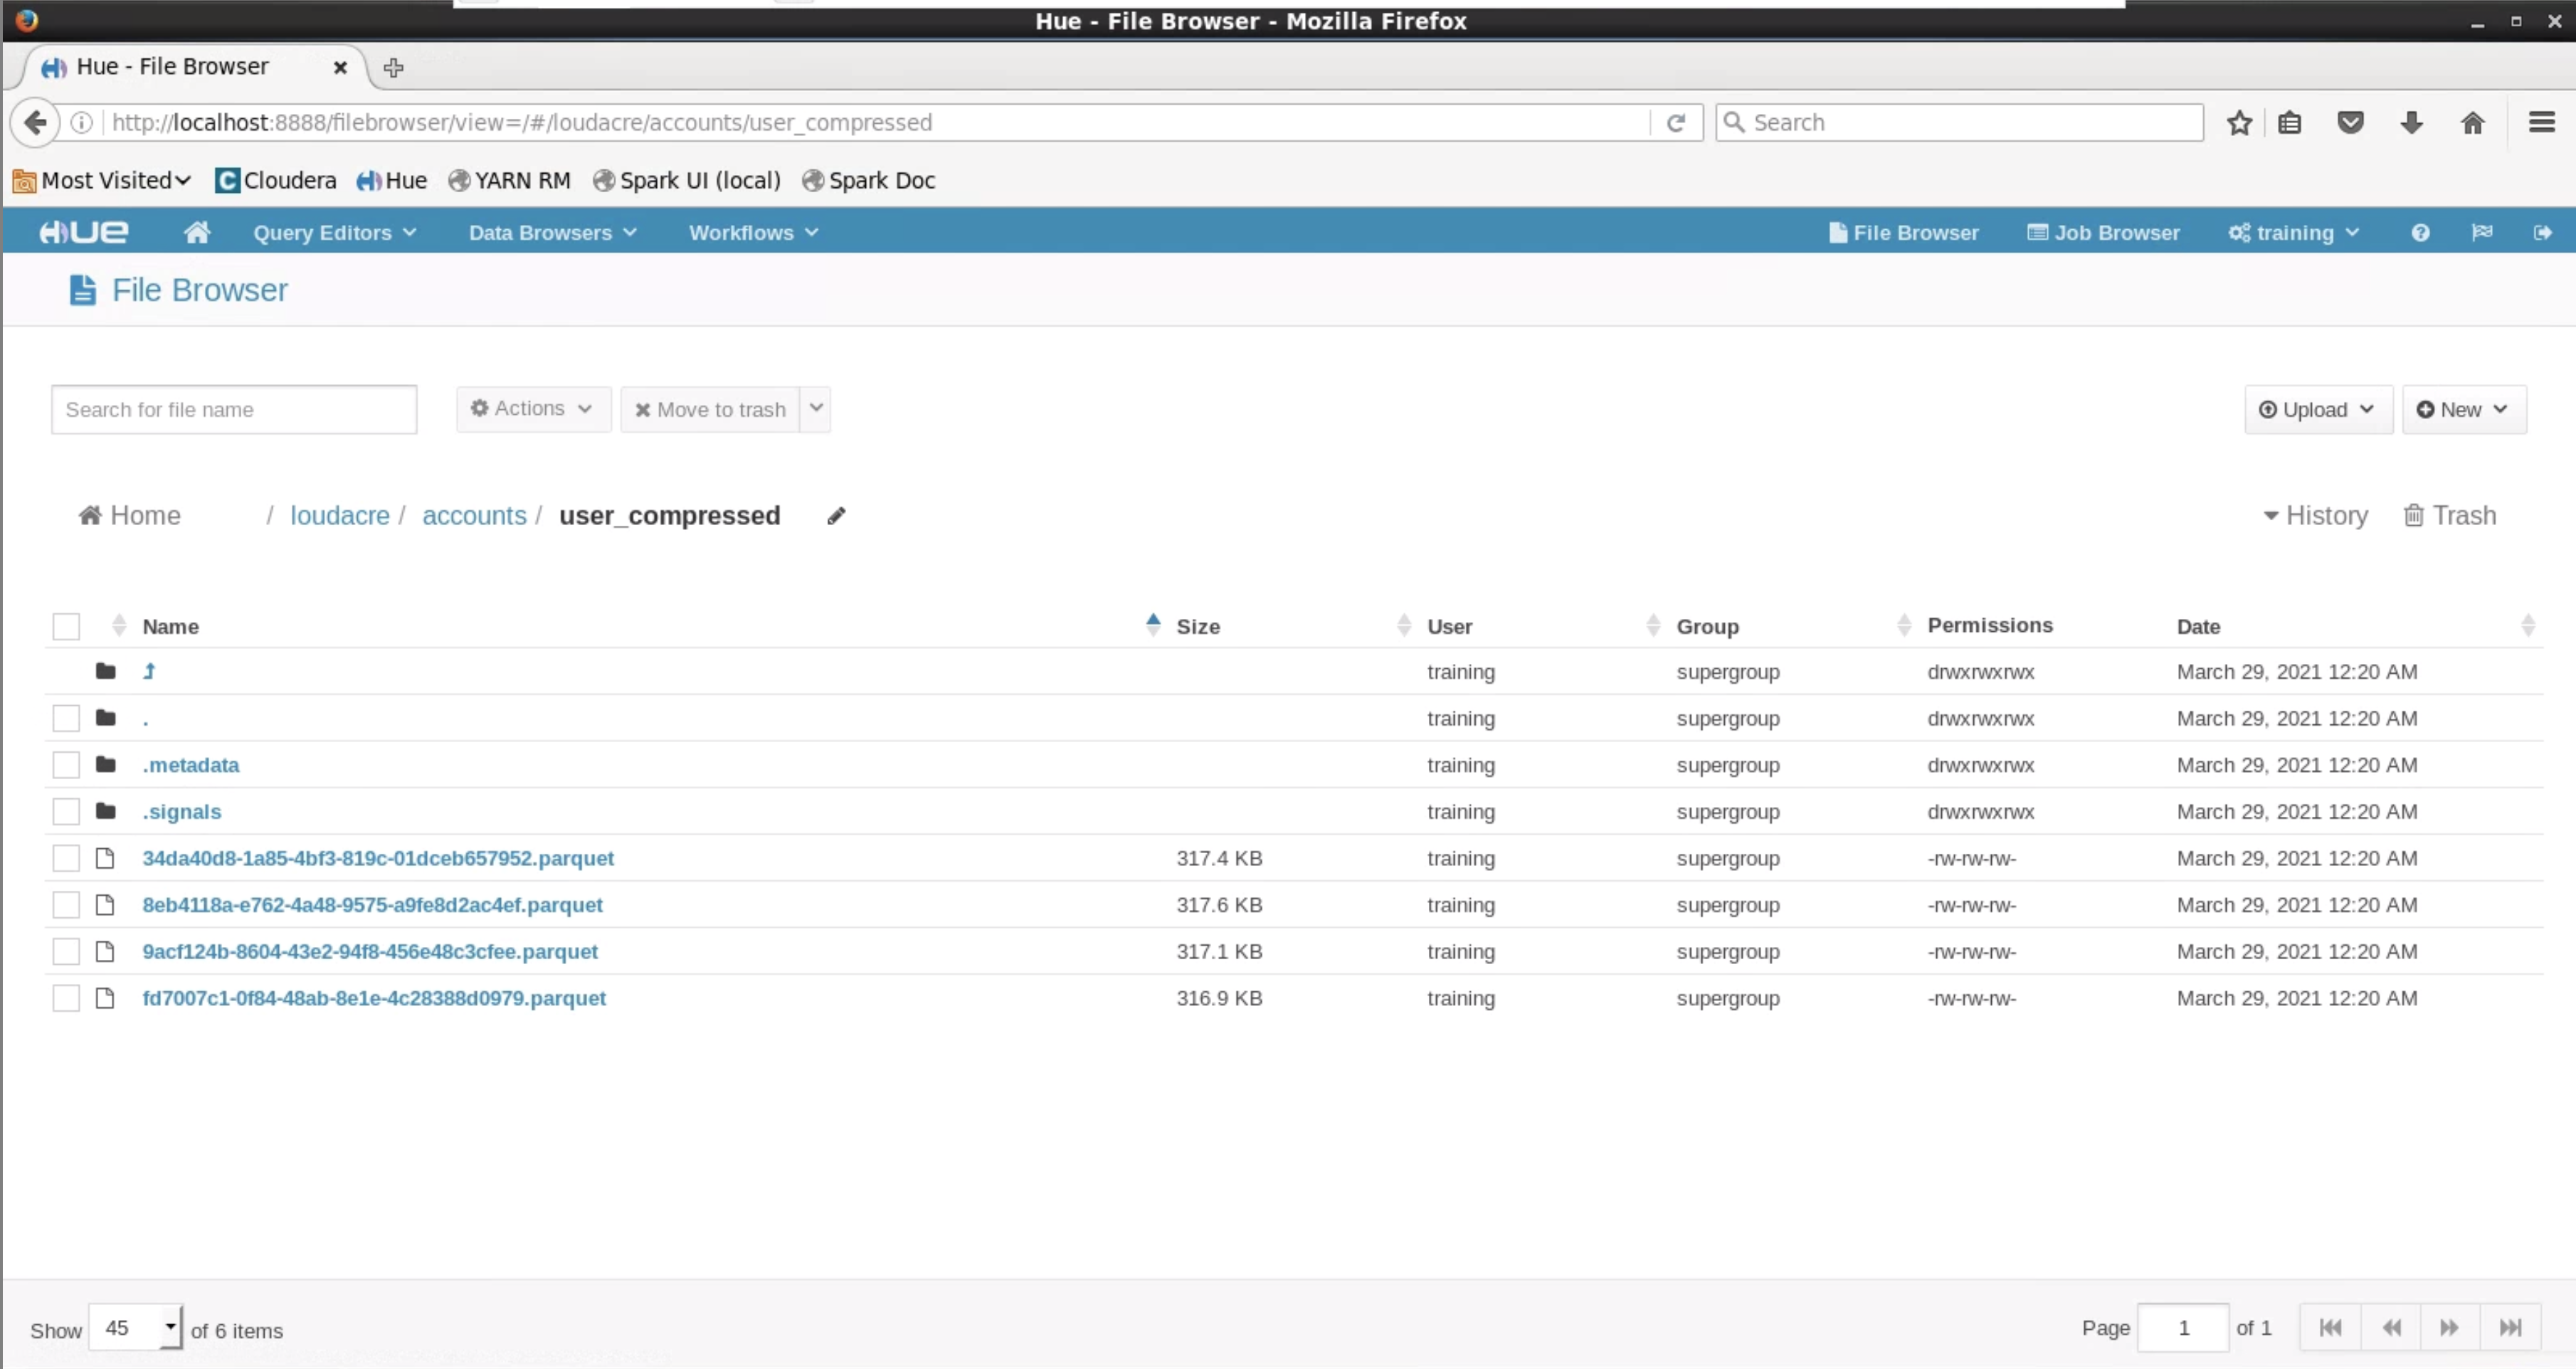 Hue - File Browser - Mozilla Firefox
Hue - File Browser
http://localhost:8888/filebrowser/view=/#/loudacre/accounts/user_compressed
Search
Most Visited Cloudera Hue YARN RM Spark UI (local) Spark Doc
HUE Query Editors Data Browsers Workflows File Browser Job Browser training
File Browser
Search for file name Actions Move to trash Upload New
Home / loudacre / accounts / user_compressed History Trash
Name Size User Group Permissions Date
training supergroup drwxrwxrwx March 29, 2021 12:20 AM
. training supergroup drwxrwxrwx March 29, 2021 12:20 AM
.metadata training supergroup drwxrwxrwx March 29, 2021 12:20 AM
.signals training supergroup drwxrwxrwx March 29, 2021 12:20 AM
34da40d8-1a85-4bf3-819c-01dceb657952.parquet 317.4 KB training supergroup -rw-rw-rw- March 29, 2021 12:20 AM
8eb4118a-e762-4a48-9575-a9fe8d2ac4ef.parquet 317.6 KB training supergroup -rw-rw-rw- March 29, 2021 12:20 AM
9acf124b-8604-43e2-94f8-456e48c3cfee.parquet 317.1 KB training supergroup -rw-rw-rw- March 29, 2021 12:20 AM
fd7007c1-0f84-48ab-8e1e-4c28388d0979.parquet 316.9 KB training supergroup -rw-rw-rw- March 29, 2021 12:20 AM
Show 45 of 6 items Page 1 of 1